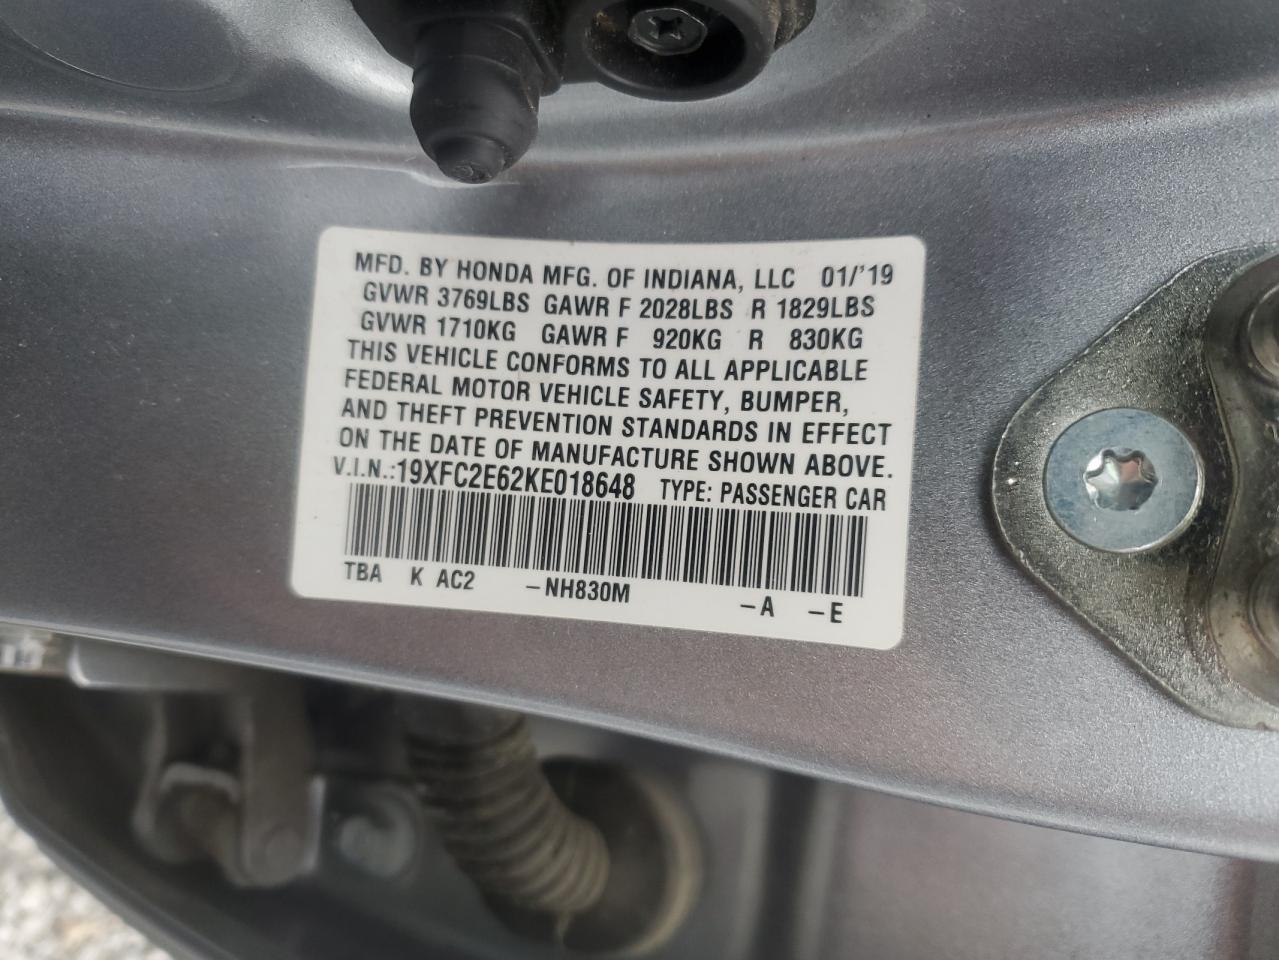 MFD. BY HONDA MFG. OF INDIANA, LLC 01/'19
GVWR 3769LBS GAWR F 2028LBS R 1829LBS
GVWR 1710KG GAWR F 920KG R 830KG
THIS VEHICLE CONFORMS TO ALL APPLICABLE
FEDERAL MOTOR VEHICLE SAFETY, BUMPER,
AND THEFT PREVENTION STANDARDS IN EFFECT
ON THE DATE OF MANUFACTURE SHOWN ABOVE.
V.I.N.:19XFC2E62KE018648 TYPE: PASSENGER CAR
TBA K AC2 -NH830M -A -E